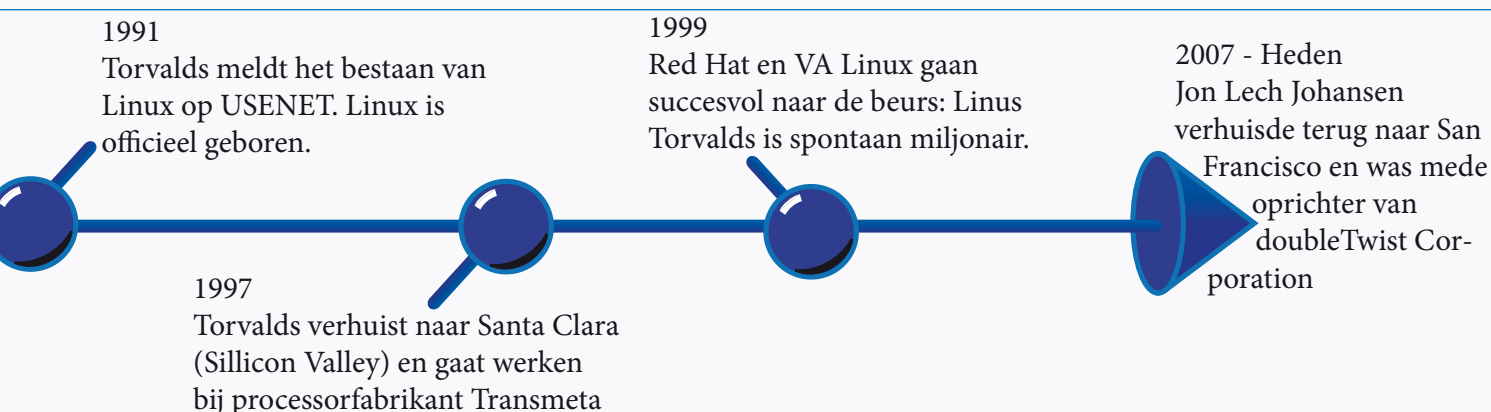 1991
Torvalds meldt het bestaan van
Linux op USENET. Linux is
officieel geboren.
1997
Torvalds verhuist naar Santa Clara
(Sillicon Valley) en gaat werken
bij processorfabrikant Transmeta
1999
Red Hat en VA Linux gaan
succesvol naar de beurs: Linus
Torvalds is spontaan miljonair.
2007 - Heden
Jon Lech Johansen
verhuisde terug naar San
Francisco en was mede
oprichter van
doubleTwist Cor-
poration